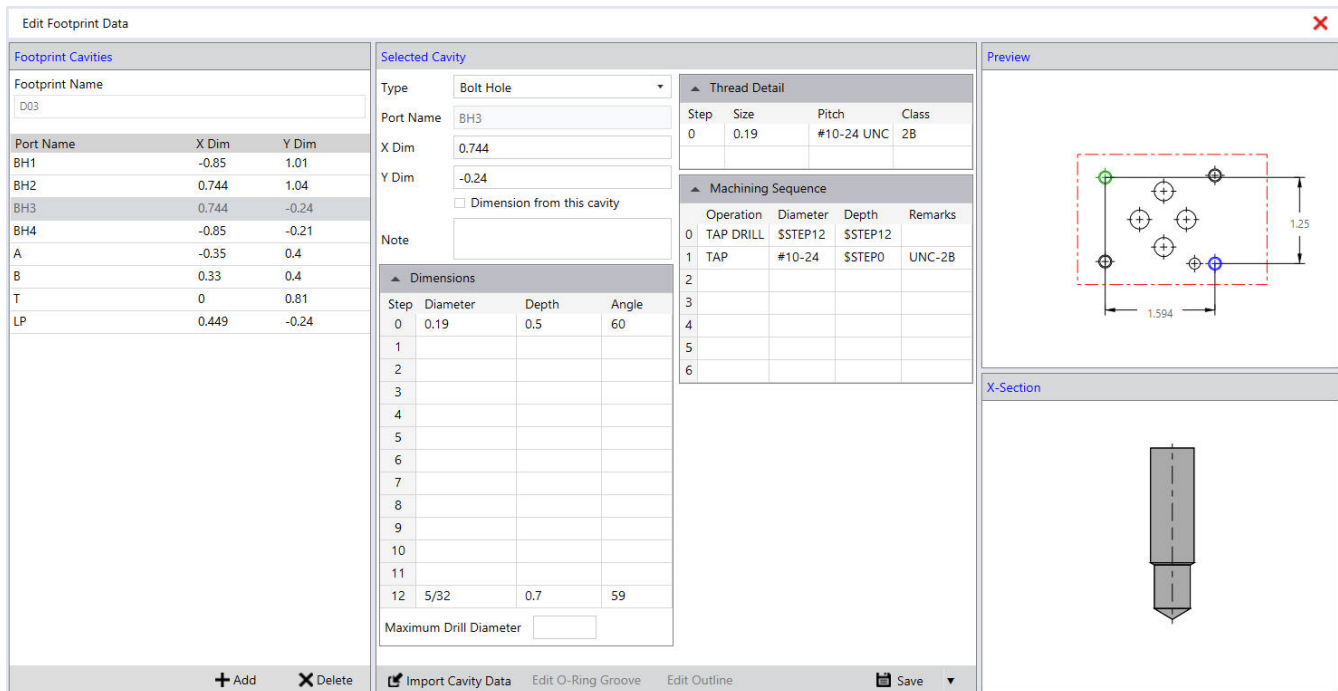 Edit Footprint Data
Footprint Cavities
Footprint Name
D03
Port Name X Dim Y Dim
BH1 -0.85 1.01
BH2 0.744 1.04
BH3 0.744 -0.24
BH4 -0.85 -0.21
A -0.35 0.4
B 0.33 0.4
T 0 0.81
LP 0.449 -0.24
Add Delete
Selected Cavity
Type Bolt Hole
Port Name BH3
X Dim 0.744
Y Dim -0.24
Dimension from this cavity
Note
Dimensions
Step Diameter Depth Angle
0 0.19 0.5 60
1
2
3
4
5
6
7
8
9
10
11
12 5/32 0.7 59
Maximum Drill Diameter
Thread Detail
Step Size Pitch Class
0 0.19 #10-24 UNC 2B
Machining Sequence
Operation Diameter Depth Remarks
0 TAP DRILL $STEP12 $STEP12
1 TAP #10-24 $STEP0 UNC-2B
2
3
4
5
6
Import Cavity Data Edit O-Ring Groove Edit Outline Save
Preview
1.25
1.594
X-Section